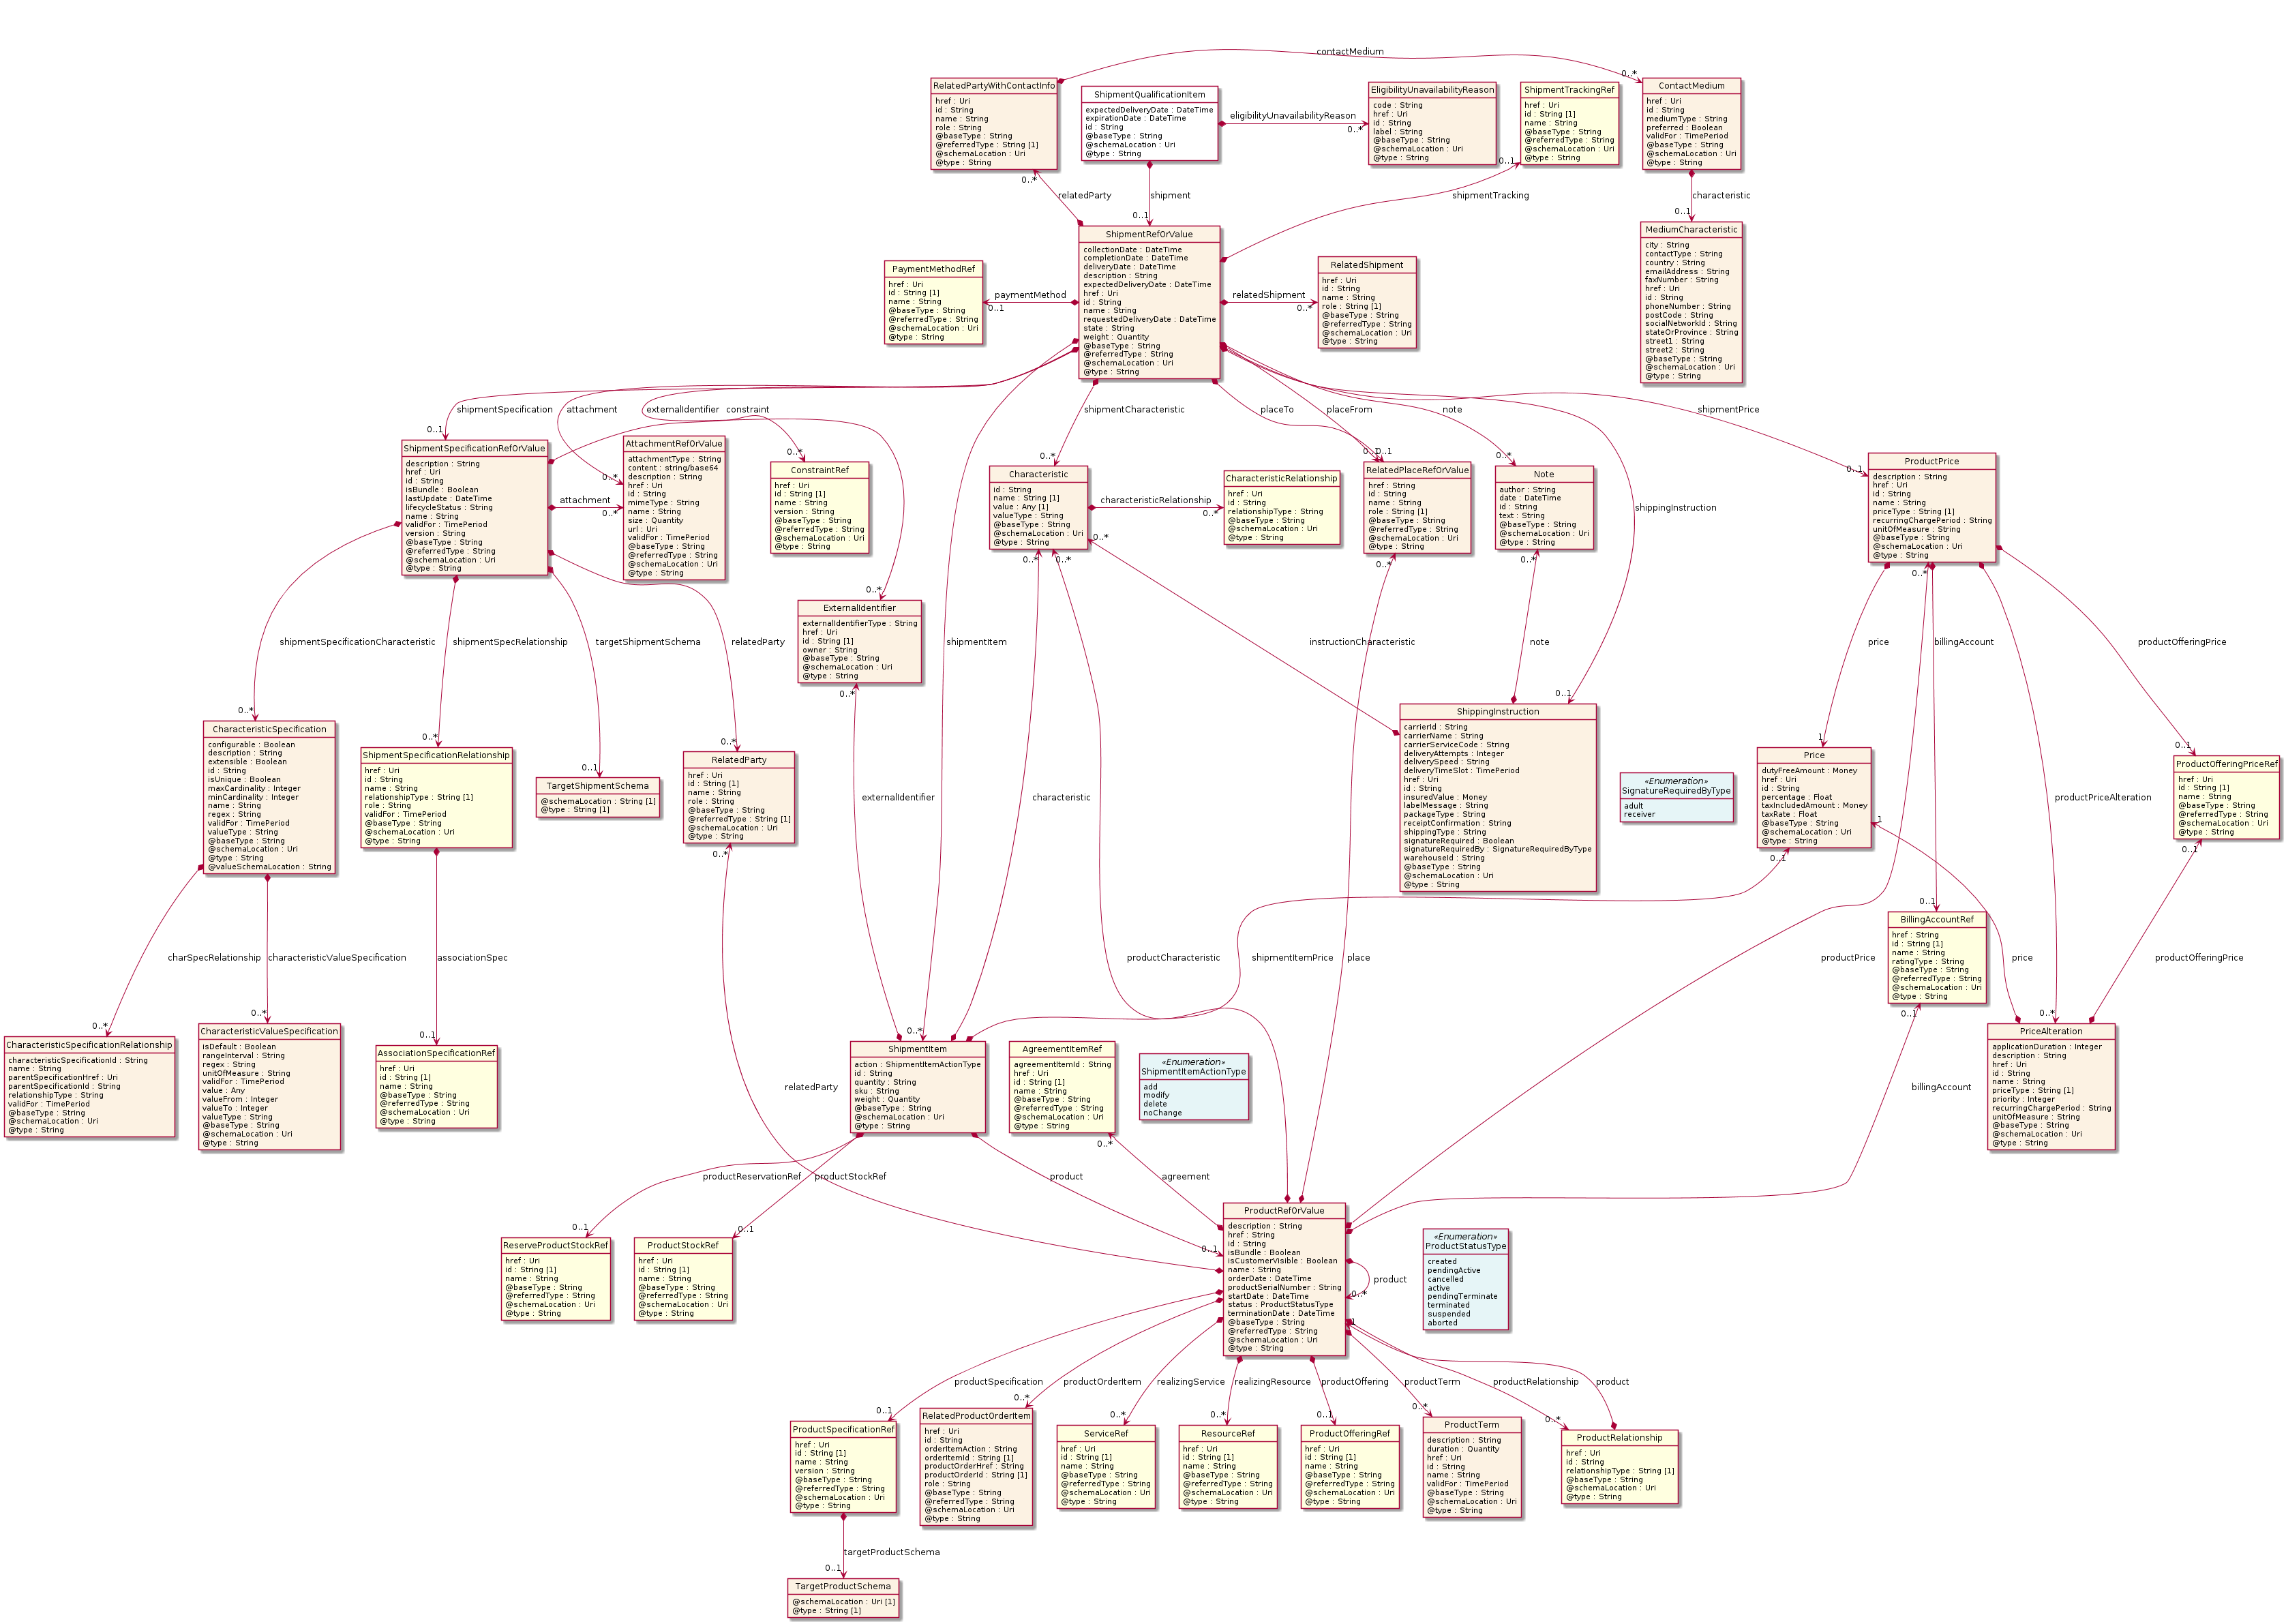 contactMedium
0..*
RelatedPartyWithContactInfo
href : Uri
id : String
name : String
role : String
@baseType : String
@referredType : String [1]
@schemaLocation : Uri
@type : String
ShipmentQualificationItem
expectedDeliveryDate : DateTime
expirationDate : DateTime
id : String
@baseType : String
@schemaLocation : Uri
@type : String
eligibilityUnavailabilityReason
0..*
EligibilityUnavailabilityReason
code : String
href : Uri
id : String
label : String
@baseType : String
@schemaLocation : Uri
@type : String
ShipmentTrackingRef
href : Uri
id : String [1]
name : String
@baseType : String
@referredType : String
@schemaLocation : Uri
@type : String
ContactMedium
href : Uri
id : String
mediumType : String
preferred : Boolean
validFor : TimePeriod
@baseType : String
@schemaLocation : Uri
@type : String
0..*
relatedParty
shipment
0..1
0..1
shipmentTracking
characteristic
0..1
ShipmentRefOrValue
collectionDate : DateTime
completionDate : DateTime
deliveryDate : DateTime
description : String
expectedDeliveryDate : DateTime
href : Uri
id : String
name : String
requestedDeliveryDate : DateTime
state : String
weight : Quantity
@baseType : String
@referredType : String
@schemaLocation : Uri
@type : String
PaymentMethodRef
href : Uri
id : String [1]
name : String
@baseType : String
@referredType : String
@schemaLocation : Uri
@type : String
paymentMethod
0..1
relatedShipment
0..*
RelatedShipment
href : Uri
id : String
name : String
role : String [1]
@baseType : String
@referredType : String
@schemaLocation : Uri
@type : String
MediumCharacteristic
city : String
contactType : String
country : String
emailAddress : String
faxNumber : String
href : Uri
id : String
phoneNumber : String
postCode : String
socialNetworkId : String
stateOrProvince : String
street1 : String
street2 : String
@baseType : String
@schemaLocation : Uri
@type : String
shipmentSpecification
0..1
attachment
0..*
externalIdentifier
constraint
0..*
shipmentCharacteristic
0..*
placeTo
0..1
placeFrom
0..1
note
0..*
shippingInstruction
shipmentPrice
0..1
ShipmentSpecificationRefOrValue
description : String
href : Uri
id : String
isBundle : Boolean
lastUpdate : DateTime
lifecycleStatus : String
name : String
validFor : TimePeriod
version : String
@baseType : String
@referredType : String
@schemaLocation : Uri
@type : String
attachment
0..*
AttachmentRefOrValue
attachmentType : String
content : string/base64
description : String
href : Uri
id : String
mimeType : String
name : String
size : Quantity
url : Uri
validFor : TimePeriod
@baseType : String
@referredType : String
@schemaLocation : Uri
@type : String
ConstraintRef
href : Uri
id : String [1]
name : String
version : String
@baseType : String
@referredType : String
@schemaLocation : Uri
@type : String
Characteristic
id : String
name : String [1]
value : Any [1]
valueType : String
@baseType : String
@schemaLocation : Uri
@type : String
characteristicRelationship
0..*
CharacteristicRelationship
href : Uri
id : String
relationshipType : String
@baseType : String
@schemaLocation : Uri
@type : String
RelatedPlaceRefOrValue
href : String
id : String
name : String
role : String [1]
@baseType : String
@referredType : String
@schemaLocation : Uri
@type : String
Note
author : String
date : DateTime
id : String
text : String
@baseType : String
@schemaLocation : Uri
@type : String
ProductPrice
description : String
href : Uri
id : String
name : String
priceType : String [1]
recurringChargePeriod : String
unitOfMeasure : String
@baseType : String
@schemaLocation : Uri
@type : String
0..*
0..*
0..*
0..*
0..*
0..*
0..*
ExternalIdentifier
externalIdentifierType : String
href : Uri
id : String [1]
owner : String
@baseType : String
@schemaLocation : Uri
@type : String
0..*
shipmentSpecificationCharacteristic
0..*
shipmentSpecRelationship
0..*
targetShipmentSchema
0..1
relatedParty
0..*
shipmentItem
instructionCharacteristic
note
0..1
price
1
billingAccount
productOfferingPrice
0..1
CharacteristicSpecification
configurable : Boolean
description : String
extensible : Boolean
id : String
isUnique : Boolean
maxCardinality : Integer
minCardinality : Integer
name : String
regex : String
validFor : TimePeriod
valueType : String
@baseType : String
@schemaLocation : Uri
@type : String
@valueSchemaLocation : String
ShipmentSpecificationRelationship
href : Uri
id : String
name : String
relationshipType : String [1]
role : String
validFor : TimePeriod
@baseType : String
@schemaLocation : Uri
@type : String
TargetShipmentSchema
@schemaLocation : String [1]
@type : String [1]
RelatedParty
href : Uri
id : String [1]
name : String
role : String
@baseType : String
@referredType : String [1]
@schemaLocation : Uri
@type : String
0..*
externalIdentifier
characteristic
ShippingInstruction
carrierId : String
carrierName : String
carrierServiceCode : String
deliveryAttempts : Integer
deliverySpeed : String
deliveryTimeSlot : TimePeriod
href : Uri
id : String
insuredValue : Money
labelMessage : String
packageType : String
receiptConfirmation : String
shippingType : String
signatureRequired : Boolean
signatureRequiredBy : SignatureRequiredByType
warehouseId : String
@baseType : String
@schemaLocation : Uri
@type : String
«Enumeration»
SignatureRequiredByType
adult
receiver
Price
dutyFreeAmount : Money
href : Uri
id : String
percentage : Float
taxIncludedAmount : Money
taxRate : Float
@baseType : String
@schemaLocation : Uri
@type : String
1
0..1
productPriceAlteration
ProductOfferingPriceRef
href : Uri
id : String [1]
name : String
@baseType : String
@referredType : String
@schemaLocation : Uri
@type : String
0..1
0..1
BillingAccountRef
href : String
id : String [1]
name : String
ratingType : String
@baseType : String
@referredType : String
@schemaLocation : Uri
@type : String
0..1
charSpecRelationship
0..*
characteristicValueSpecification
0..*
associationSpec
0..1
productCharacteristic
shipmentItemPrice
place
productPrice
price
0..*
productOfferingPrice
CharacteristicSpecificationRelationship
characteristicSpecificationId : String
name : String
parentSpecificationHref : Uri
parentSpecificationId : String
relationshipType : String
validFor : TimePeriod
@baseType : String
@schemaLocation : Uri
@type : String
CharacteristicValueSpecification
isDefault : Boolean
rangeInterval : String
regex : String
unitOfMeasure : String
validFor : TimePeriod
value : Any
valueFrom : Integer
valueTo : Integer
valueType : String
@baseType : String
@schemaLocation : Uri
@type : String
AssociationSpecificationRef
href : Uri
id : String [1]
name : String
@baseType : String
@referredType : String
@schemaLocation : Uri
@type : String
relatedParty
0..*
ShipmentItem
action : ShipmentItemActionType
id : String
quantity : String
sku : String
weight : Quantity
@baseType : String
@schemaLocation : Uri
@type : String
AgreementItemRef
agreementItemId : String
href : Uri
id : String [1]
name : String
@baseType : String
@referredType : String
@schemaLocation : Uri
@type : String
0..*
«Enumeration»
ShipmentItemActionType
add
modify
delete
noChange
billingAccount
PriceAlteration
applicationDuration : Integer
description : String
href : Uri
id : String
name : String
priceType : String [1]
priority : Integer
recurringChargePeriod : String
unitOfMeasure : String
@baseType : String
@schemaLocation : Uri
@type : String
productReservationRef
0..1
productStockRef
0..1
product
0..1
agreement
ReserveProductStockRef
href : Uri
id : String [1]
name : String
@baseType : String
@referredType : String
@schemaLocation : Uri
@type : String
ProductStockRef
href : Uri
id : String [1]
name : String
@baseType : String
@referredType : String
@schemaLocation : Uri
@type : String
ProductRefOrValue
description : String
href : String
id : String
isBundle : Boolean
isCustomerVisible : Boolean
name : String
orderDate : DateTime
productSerialNumber : String
startDate : DateTime
status : ProductStatusType
terminationDate : DateTime
@baseType : String
@referredType : String
@schemaLocation : Uri
@type : String
product
0..*
1
«Enumeration»
ProductStatusType
created
pendingActive
cancelled
active
pendingTerminate
terminated
suspended
aborted
productSpecification
0..1
productOrderItem
0..*
realizingService
0..*
realizingResource
0..*
productOffering
0..1
productTerm
0..*
productRelationship
0..*
product
ProductSpecificationRef
href : Uri
id : String [1]
name : String
version : String
@baseType : String
@referredType : String
@schemaLocation : Uri
@type : String
RelatedProductOrderItem
href : Uri
id : String
orderItemAction : String
orderItemId : String [1]
productOrderHref : String
productOrderId : String [1]
role : String
@baseType : String
@referredType : String
@schemaLocation : Uri
@type : String
ServiceRef
href : Uri
id : String [1]
name : String
@baseType : String
@referredType : String
@schemaLocation : Uri
@type : String
ResourceRef
href : Uri
id : String [1]
name : String
@baseType : String
@referredType : String
@schemaLocation : Uri
@type : String
ProductOfferingRef
href : Uri
id : String [1]
name : String
@baseType : String
@referredType : String
@schemaLocation : Uri
@type : String
ProductTerm
description : String
duration : Quantity
href : Uri
id : String
name : String
validFor : TimePeriod
@baseType : String
@schemaLocation : Uri
@type : String
ProductRelationship
href : Uri
id : String
relationshipType : String [1]
@baseType : String
@schemaLocation : Uri
@type : String
targetProductSchema
0..1
TargetProductSchema
@schemaLocation : Uri [1]
@type : String [1]